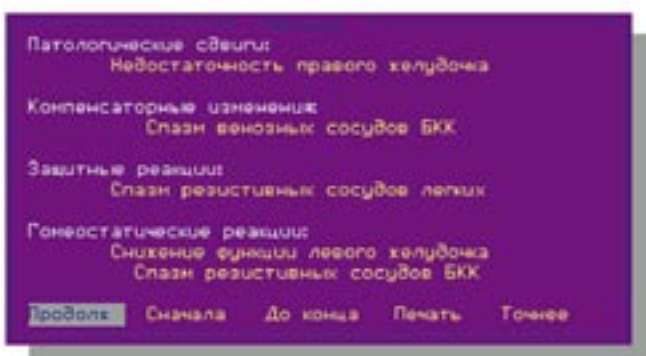 Патологические сдвиги:
Недостаточность правого желудочка
Компенсаторные изменения:
Спазм венозных сосудов БКК
Защитные реакции:
Спазм резистивных сосудов легких
Гомеостатические реакции:
Снижение функции левого желудочка
Спазм резистивных сосудов БКК
Продолж Сначала До конца Печать Точнее